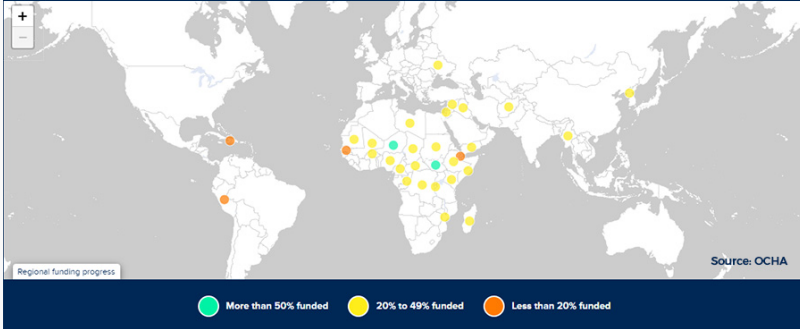 +
−
Source: OCHA
Regional funding progress
More than 50% funded
20% to 49% funded
Less than 20% funded